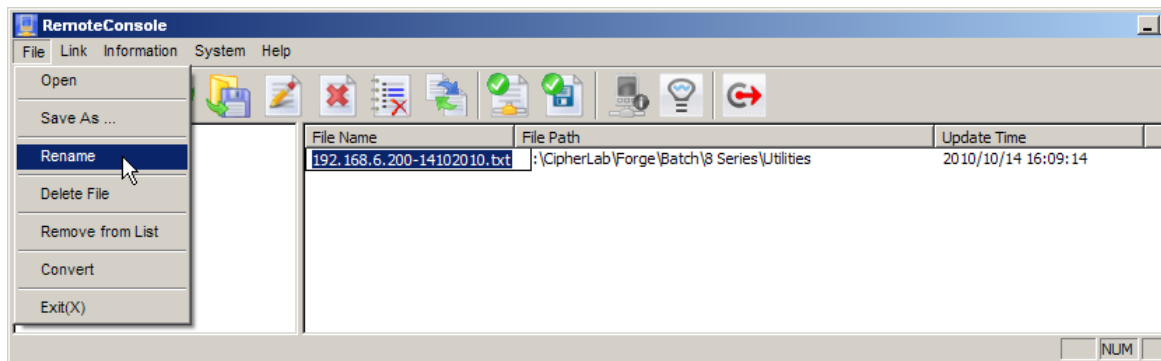 RemoteConsole
File Link Information System Help
Open
Save As ...
Rename
Delete File
Remove from List
Convert
Exit(X)
File Name File Path Update Time
192.168.6.200-14102010.txt :\CipherLab\Forge\Batch\8 Series\Utilities 2010/10/14 16:09:14
NUM